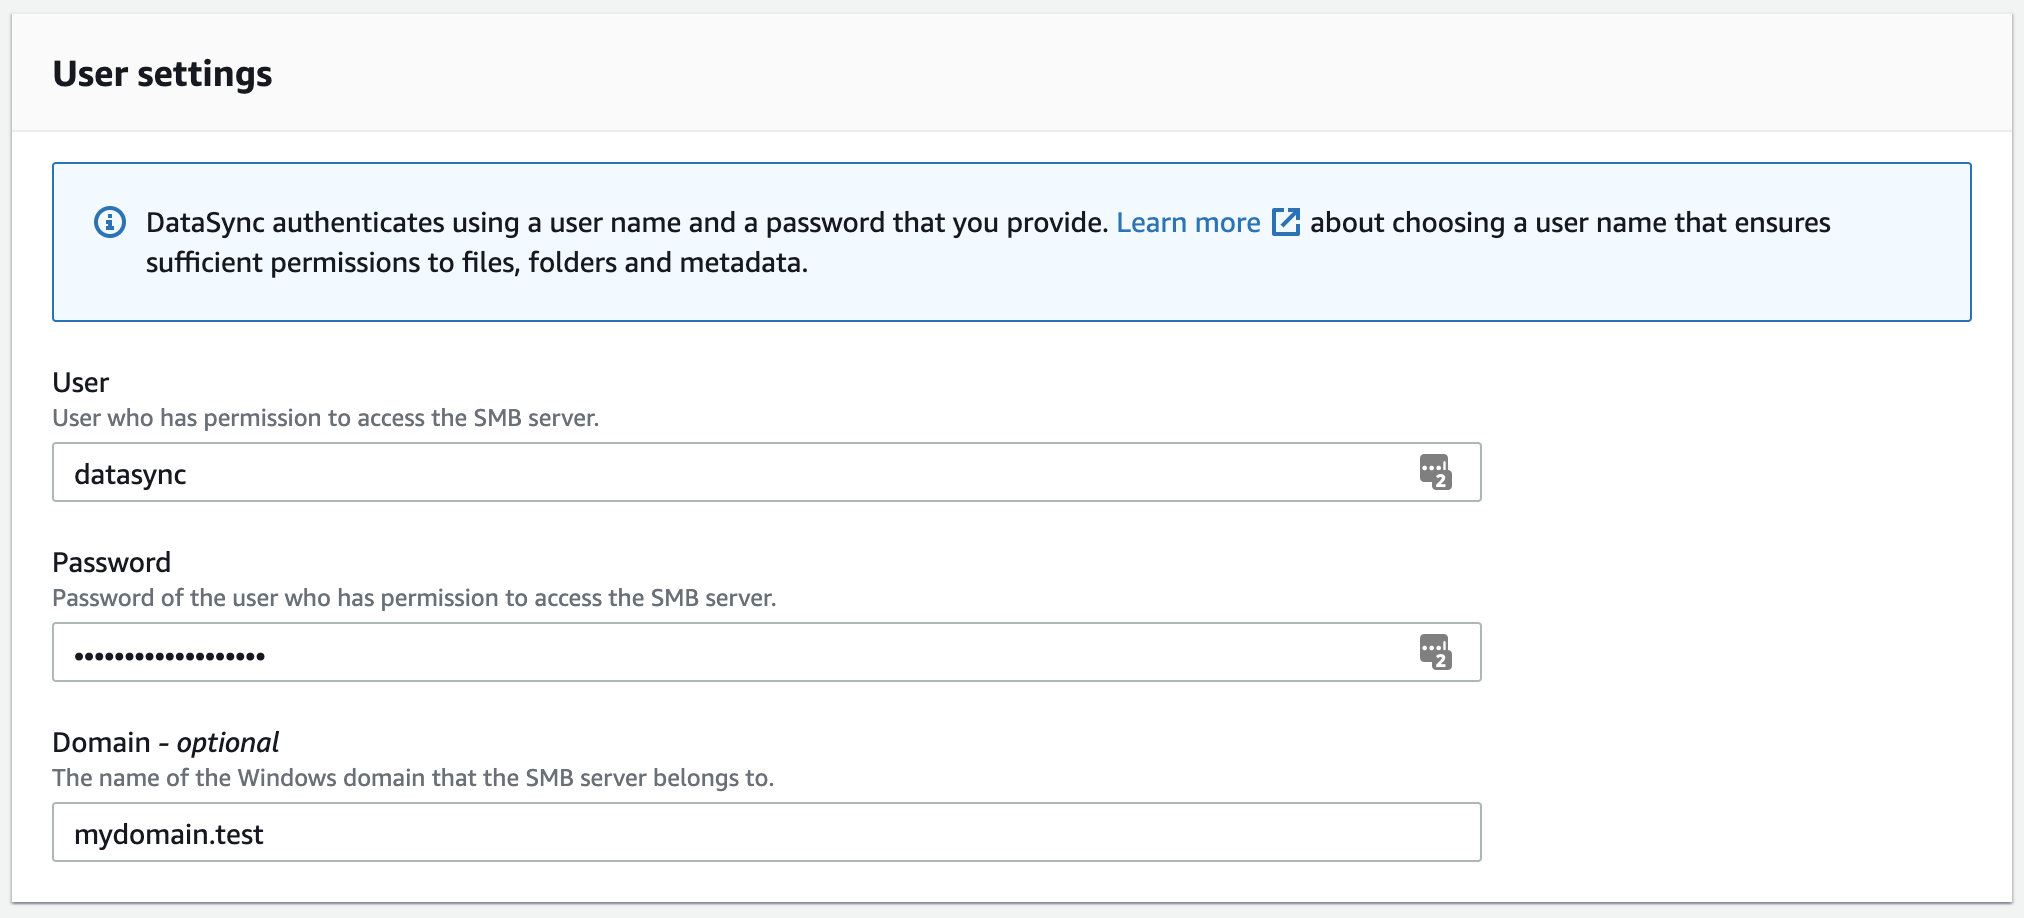 User settings
DataSync authenticates using a user name and a password that you provide. Learn more about choosing a user name that ensures
sufficient permissions to files, folders and metadata.
User
User who has permission to access the SMB server.
datasync
2
Password
Password of the user who has permission to access the SMB server.
•••••••••••••••••••
2
Domain - optional
The name of the Windows domain that the SMB server belongs to.
mydomain.test